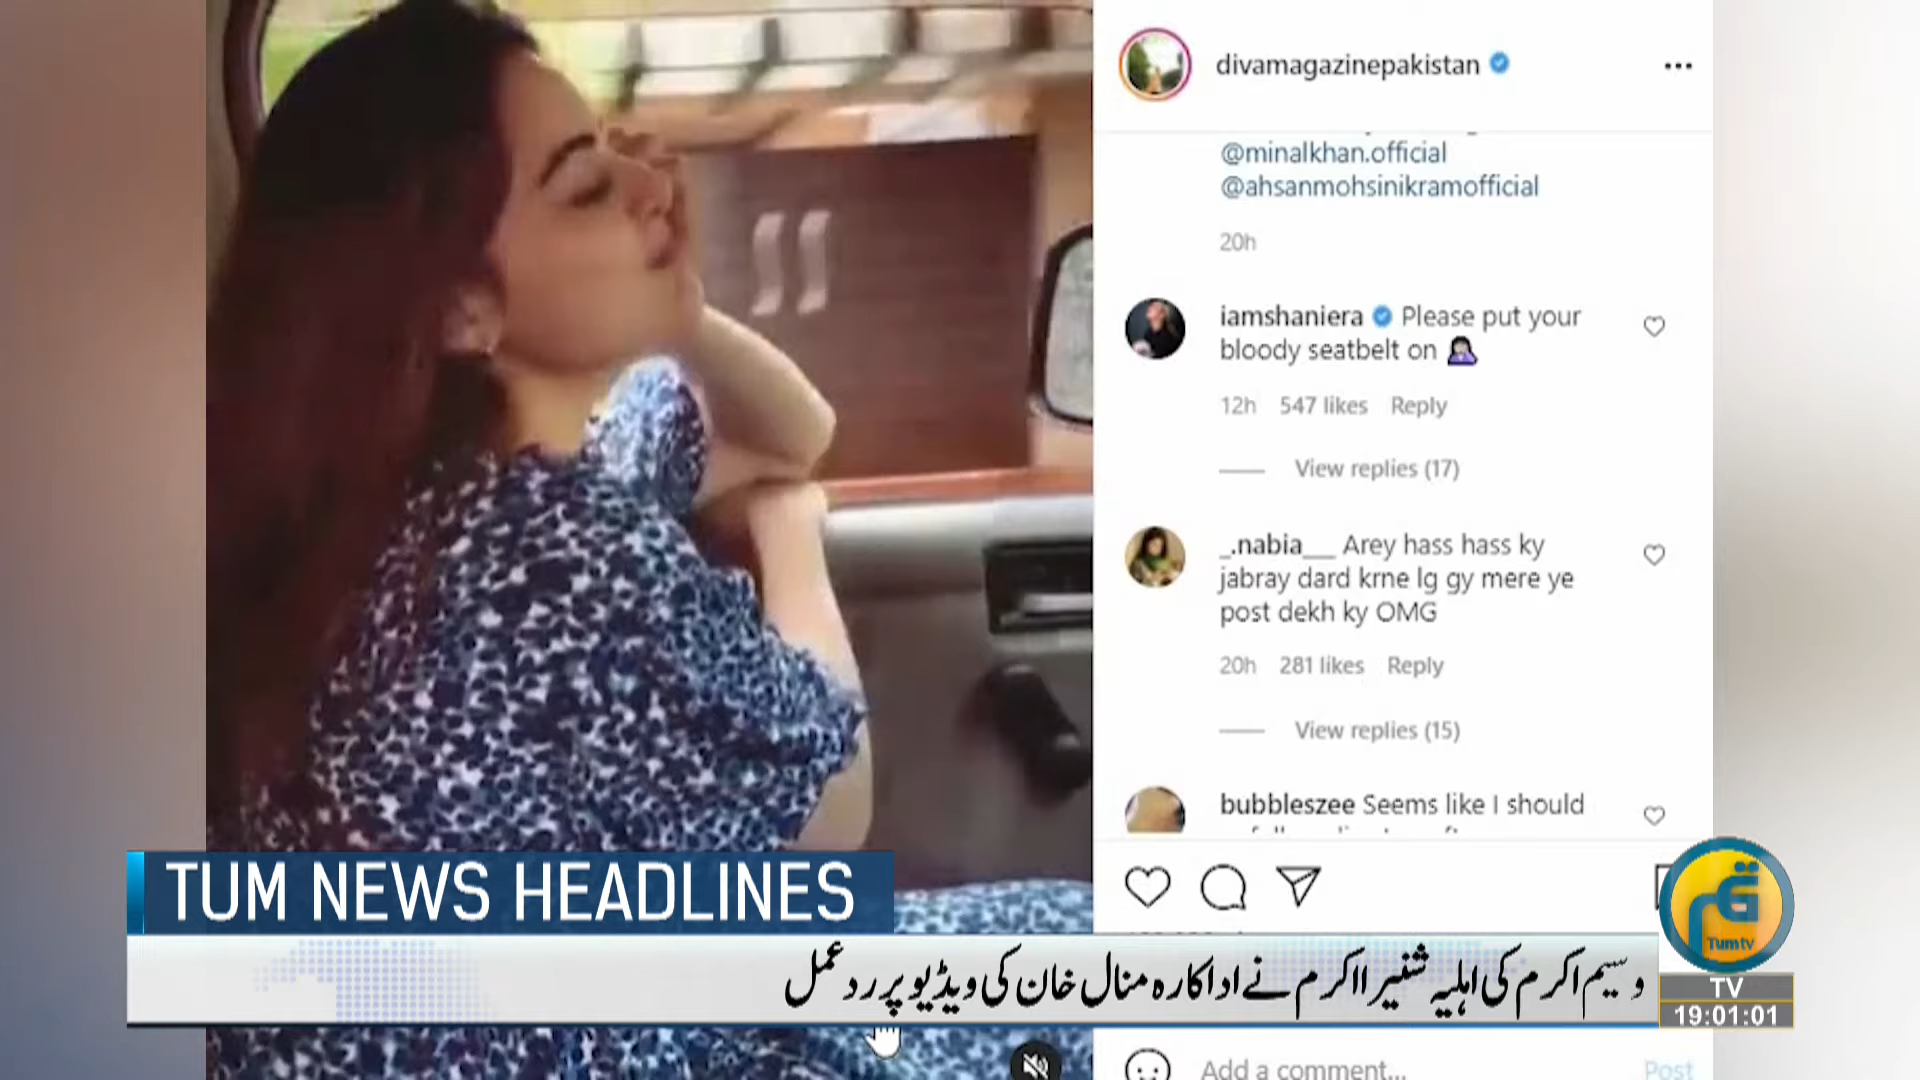 divamagazinepakistan
@minalkhan.official
@ahsanmohsinikramofficial
20h
iamshaniera Please put your
bloody seatbelt on
12h 547 likes Reply
View replies (17)
_.nabia__ Arey hass hass ky
jabray dard krne lg gy mere ye
post dekh ky OMG
20h 281 likes Reply
View replies (15)
bubbleszee Seems like I should
TUM NEWS HEADLINES
وسیم اکرم کی اہلیہ شنیرا اکرم نے اداکارہ منال خان کی ویڈیو پر رد عمل
Tumtv
TV
19:01:01
Add a comment... Post